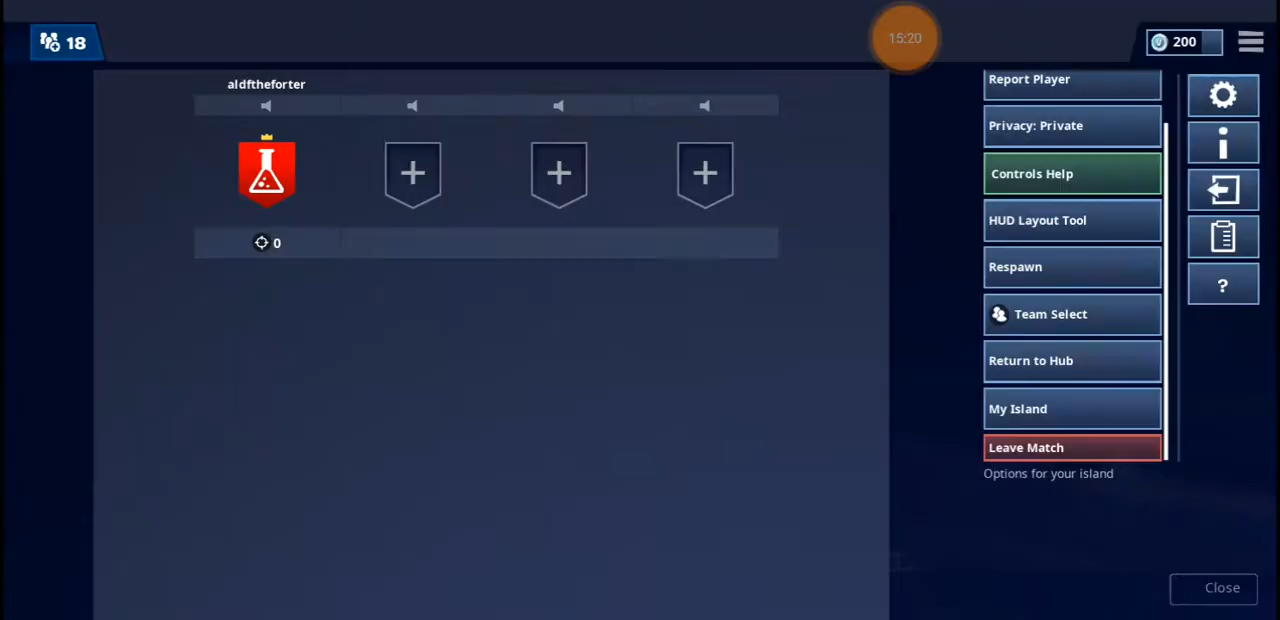 18
15:20
200
aldftheforter
0
Report Player
Privacy: Private
Controls Help
HUD Layout Tool
Respawn
Team Select
Return to Hub
My Island
Leave Match
Options for your island
?
Close